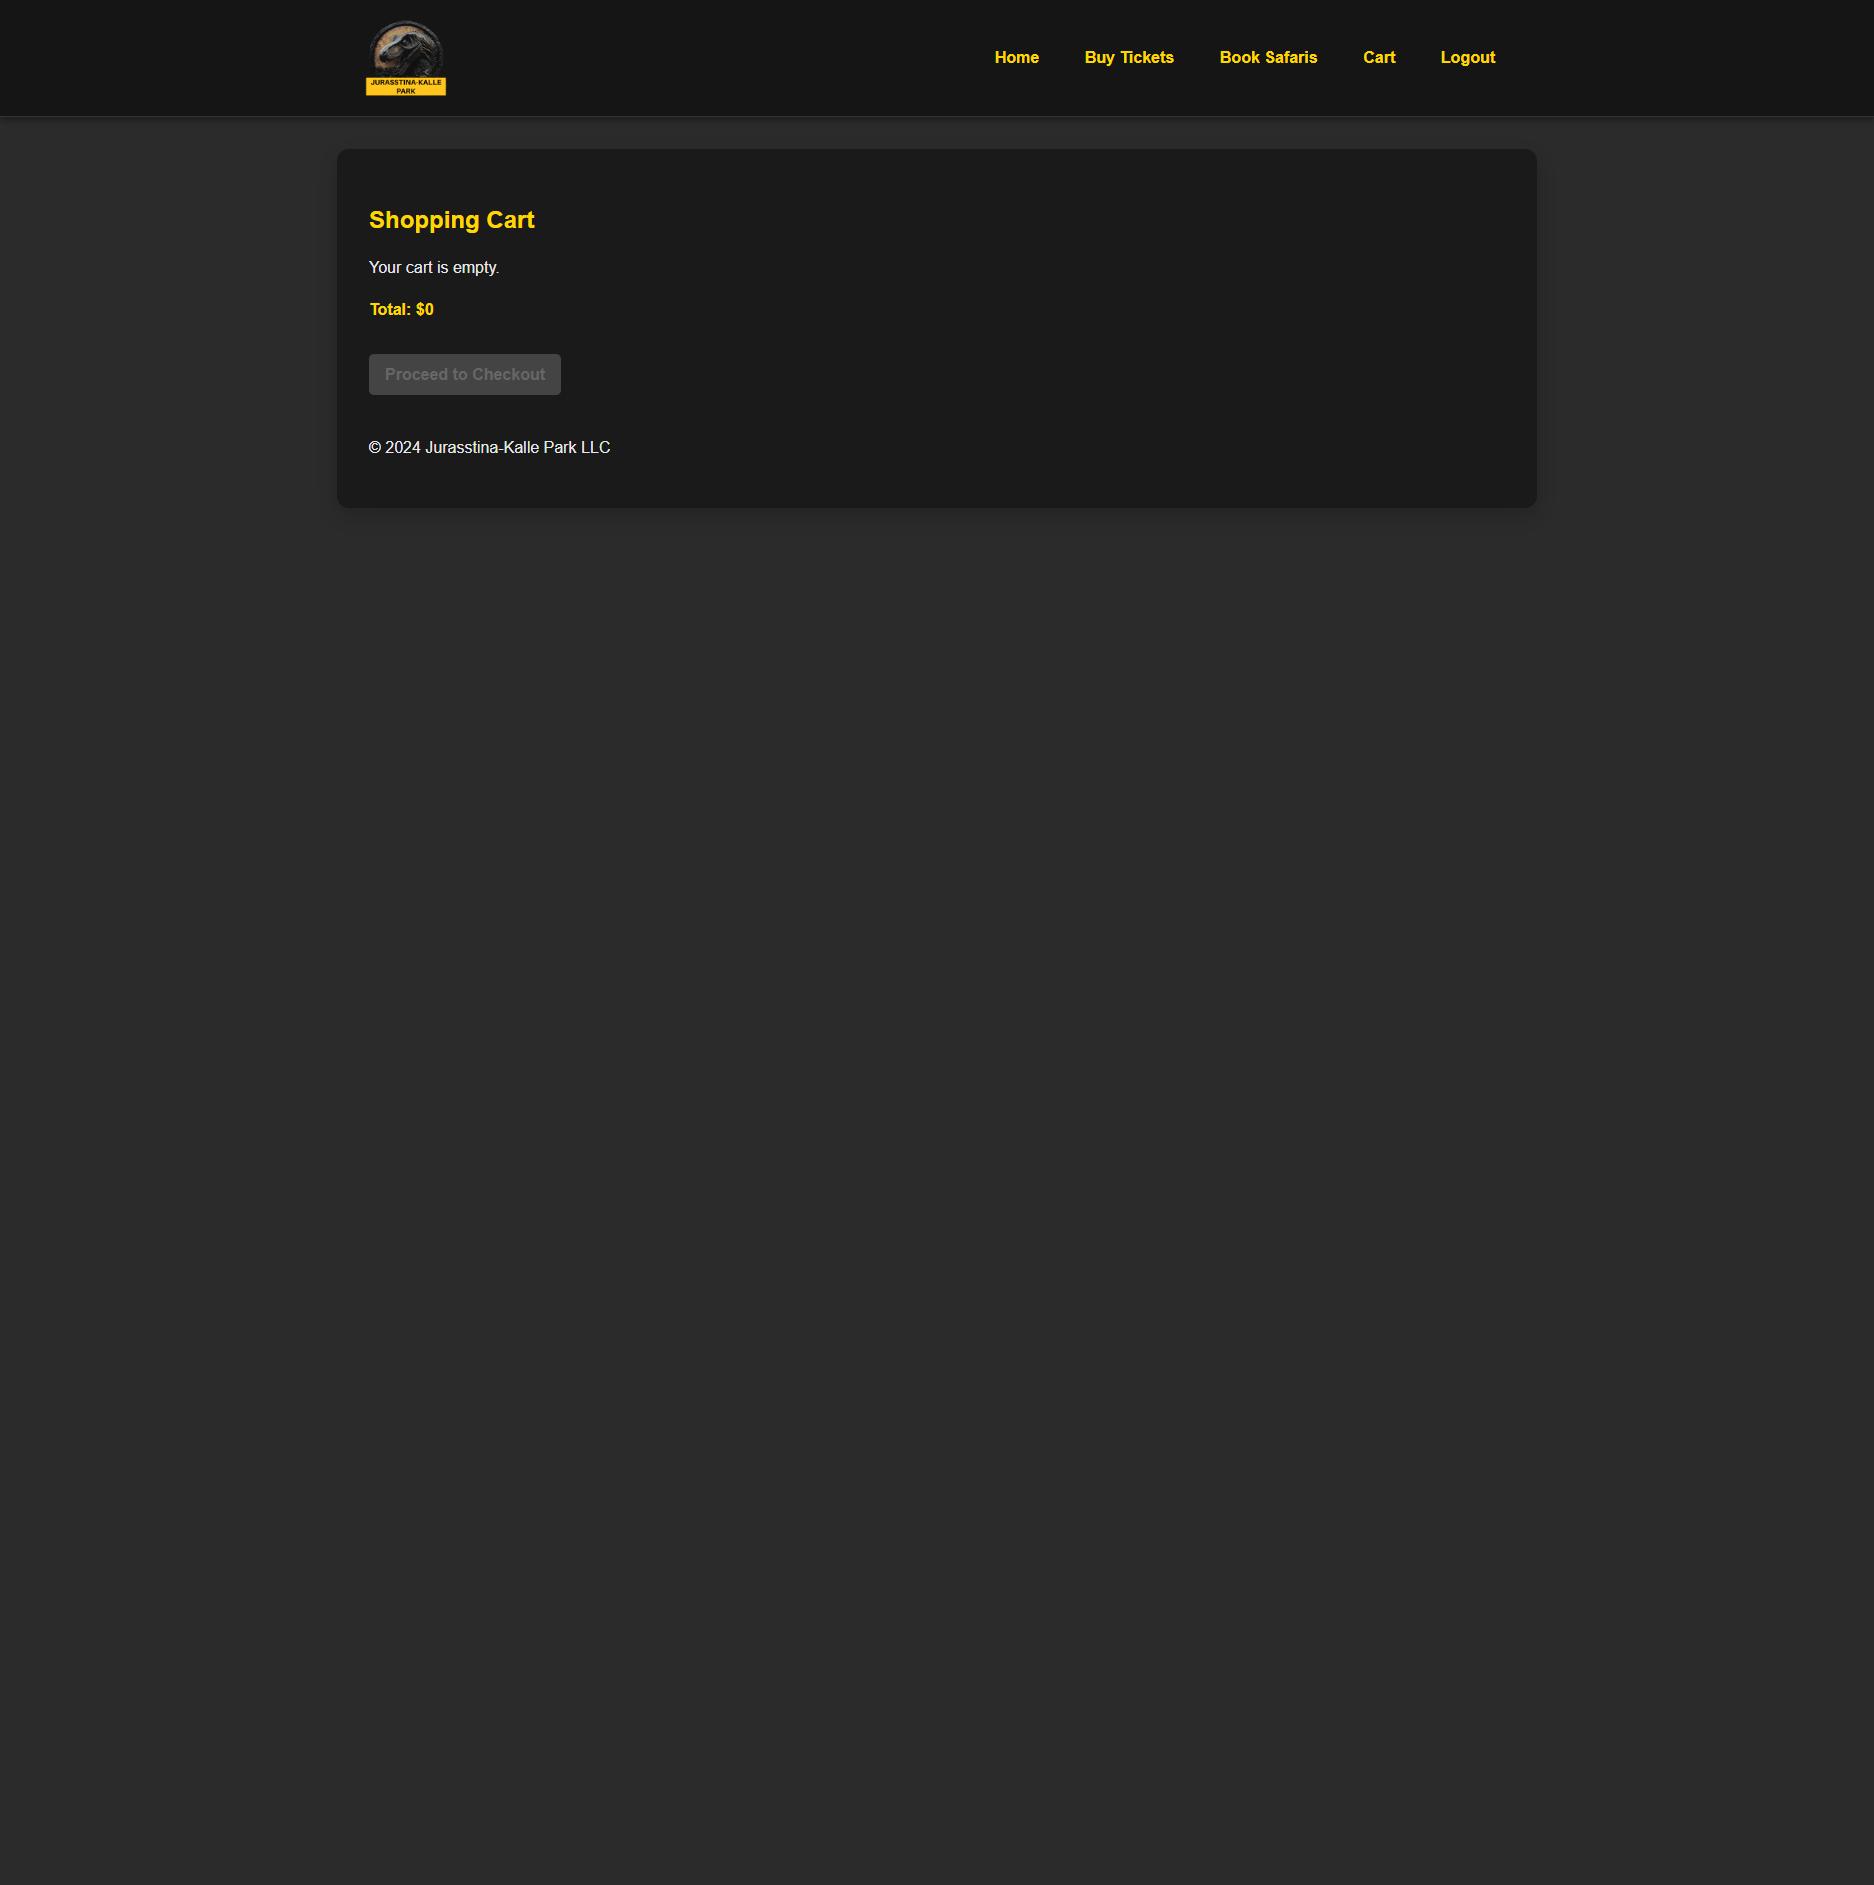 JURASSTINA-KALLE
PARK
Home Buy Tickets Book Safaris Cart Logout
Shopping Cart
Your cart is empty.
Total: $0
Proceed to Checkout
© 2024 Jurasstina-Kalle Park LLC